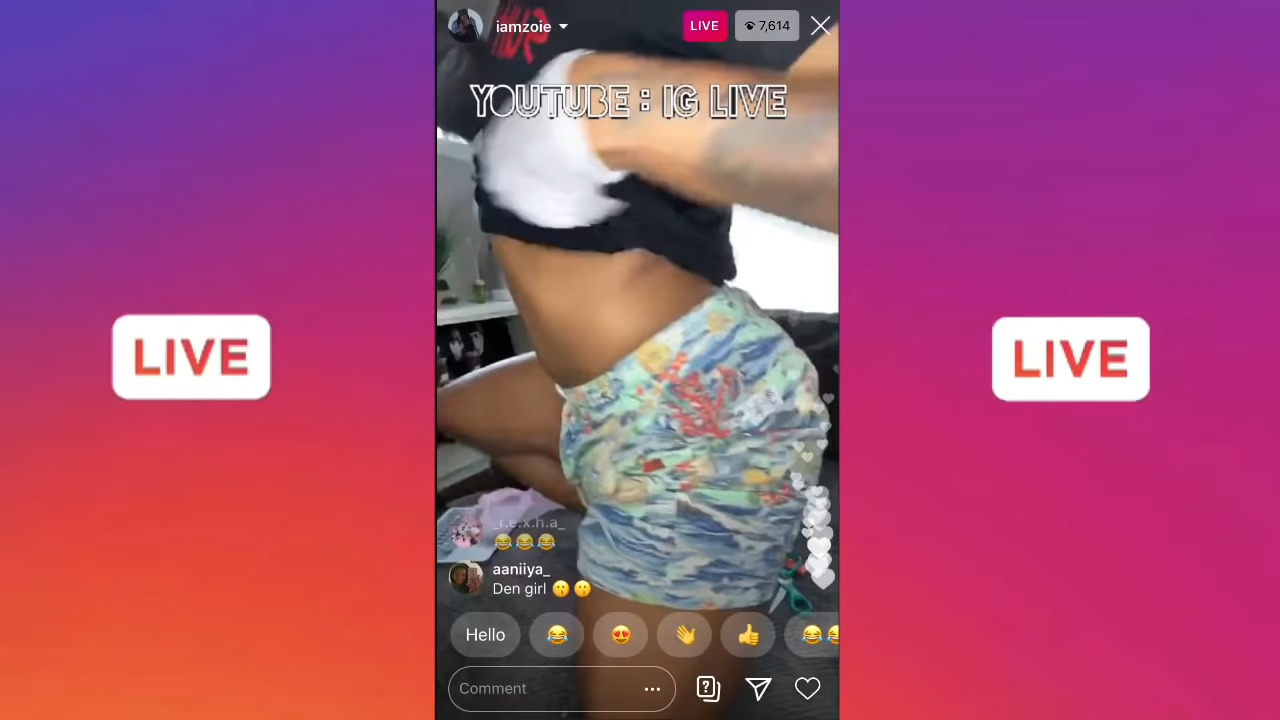 iamzoie
LIVE
7,614
YOUTUBE : IG LIVE
LIVE
LIVE
_r.e.x.h.a_
😂😂😂
aaniiya_
Den girl 😗😗
Hello 😂 😍 👋 👍 😂😂
Comment